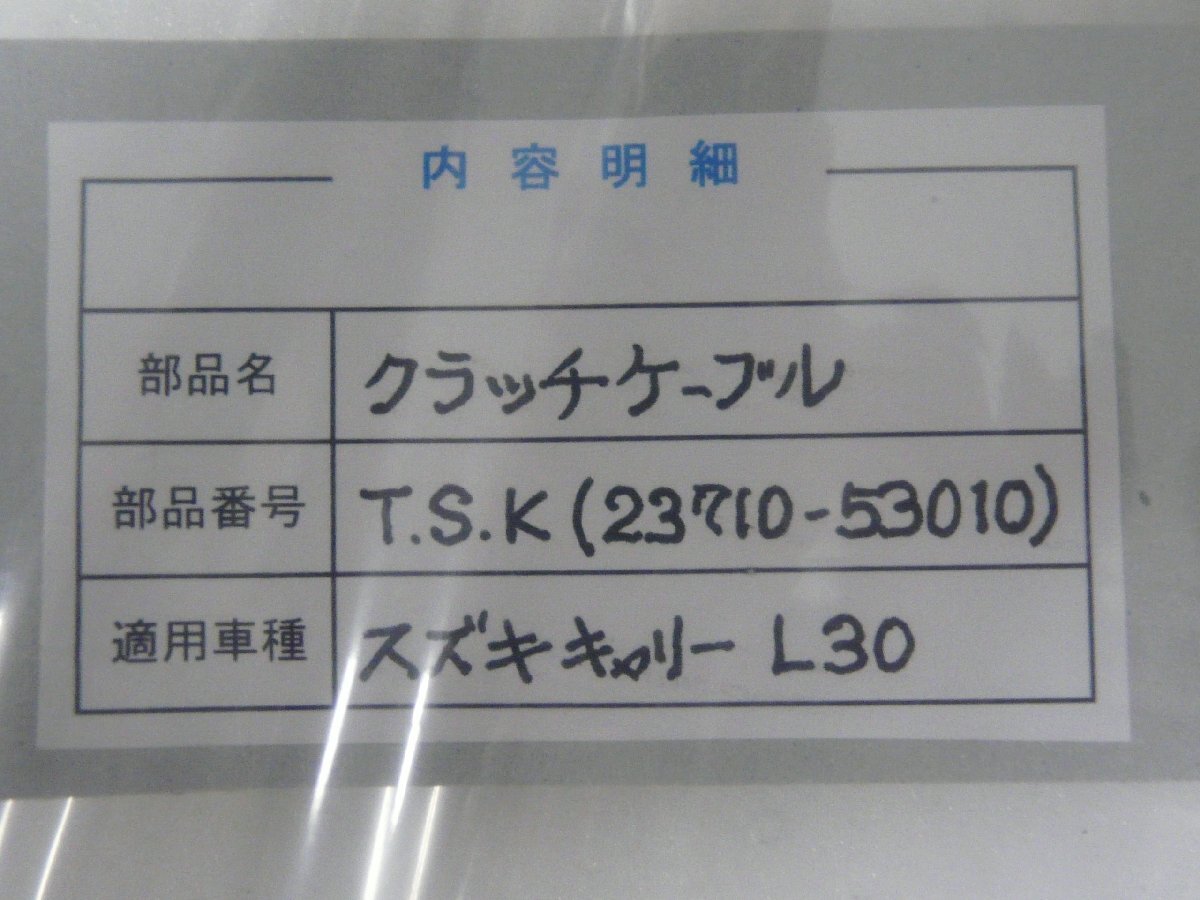 内容明細
部品名 クラッチケーブル
部品番号 T.S.K(23710-53010)
適用車種 スズキキャリー L30